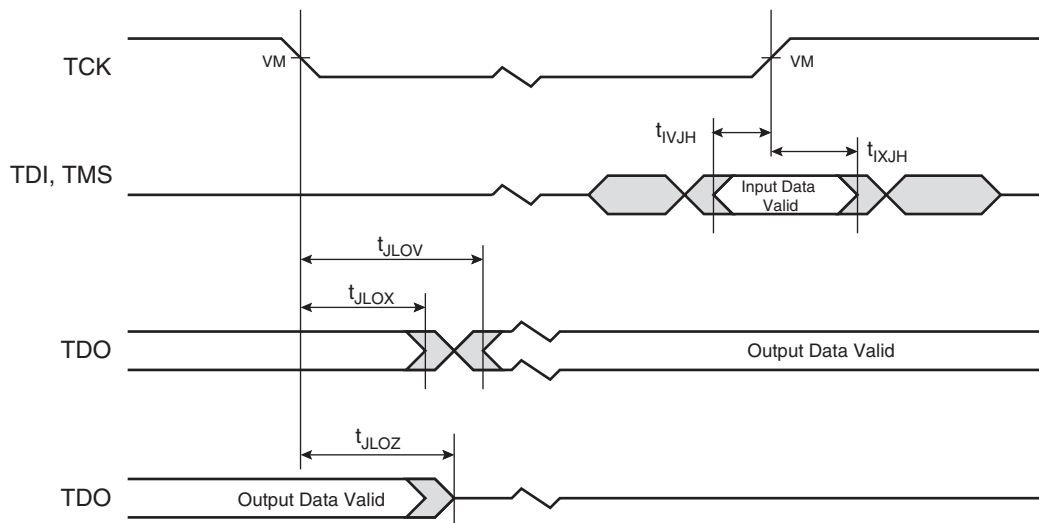 TCK
VM
VM
t_IVJH
t_IXJH
TDI, TMS
Input Data
Valid
t_JLOV
t_JLOX
TDO
Output Data Valid
t_JLOZ
TDO
Output Data Valid